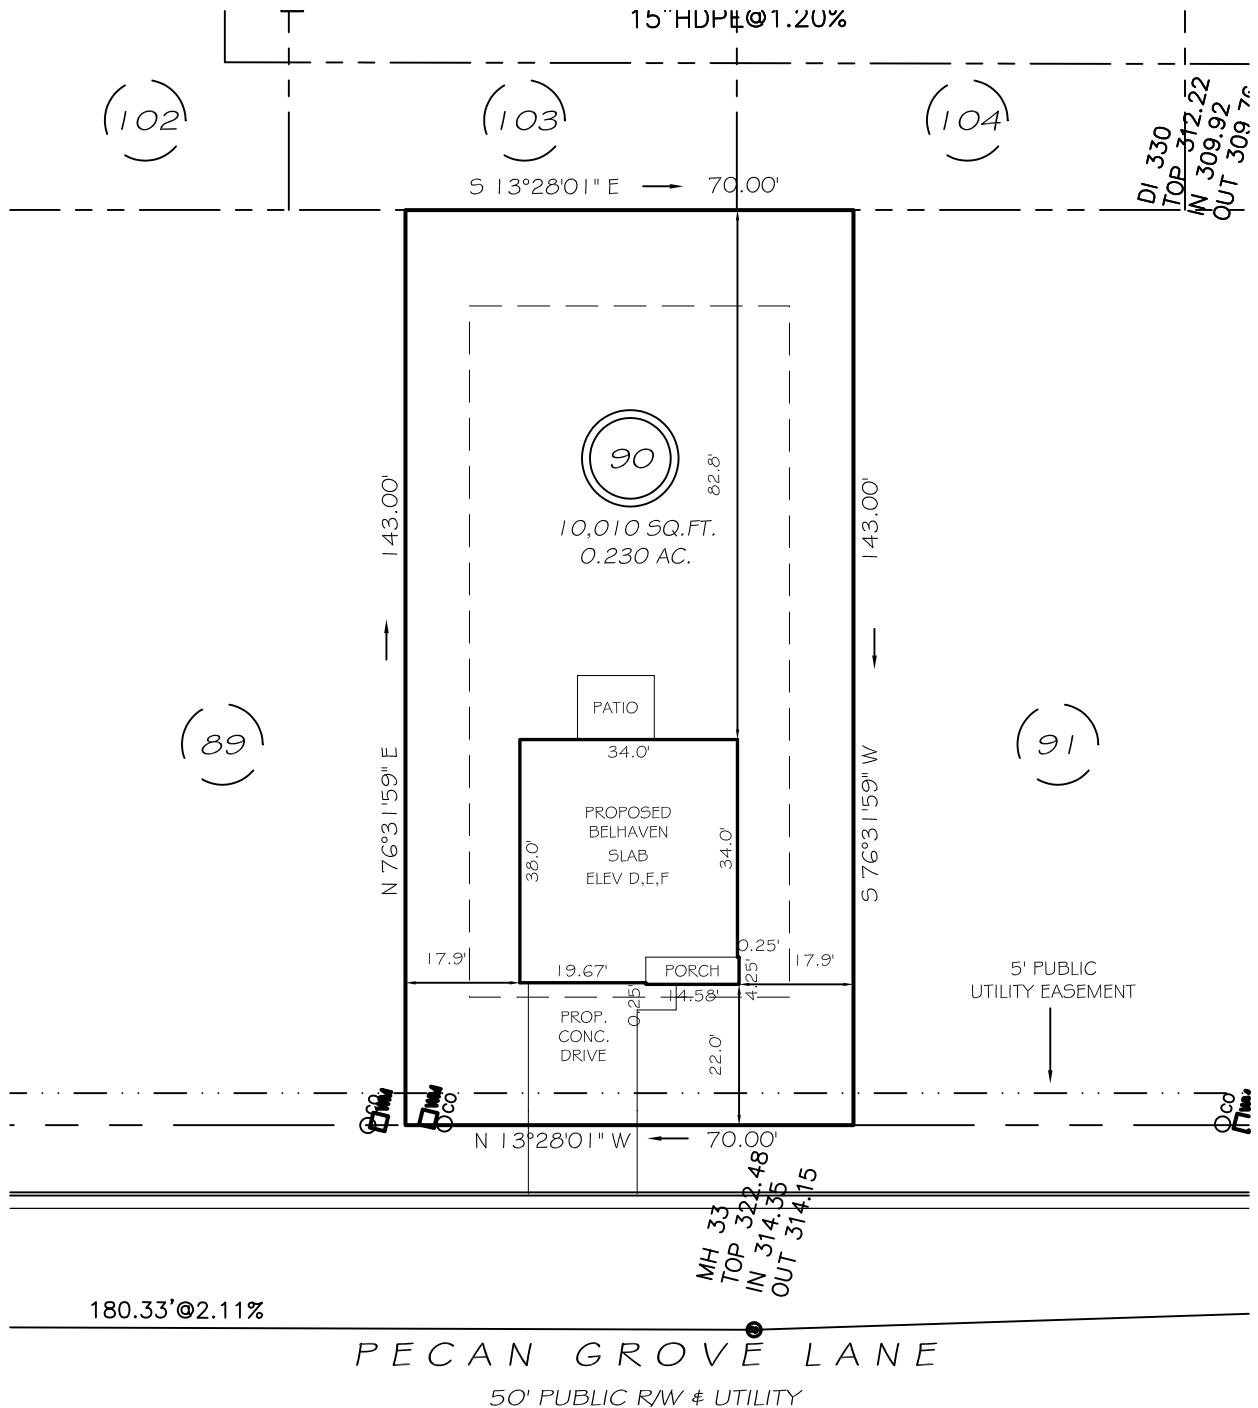 15"HDPE@1.20%
102
103
104
DI 330
TOP 312.22
IN 309.92
OUT 309.76
S 13°28'01" E 70.00'
90
10,010 SQ.FT.
0.230 AC.
82.8'
143.00'
143.00'
N 76°31'59" E
S 76°31'59" W
89
91
PATIO
34.0'
PROPOSED
BELHAVEN
SLAB
ELEV D,E,F
38.0'
34.0'
0.25'
17.9'
19.67'
PORCH
4.25'
17.9'
14.58'
0.25'
5' PUBLIC
UTILITY EASEMENT
PROP.
CONC.
DRIVE
22.0'
CO
WM
WM
CO
CO
N 13°28'01" W 70.00'
MH 33
TOP 322.48
IN 314.35
OUT 314.15
180.33'@2.11%
PECAN GROVE LANE
50' PUBLIC R/W & UTILITY